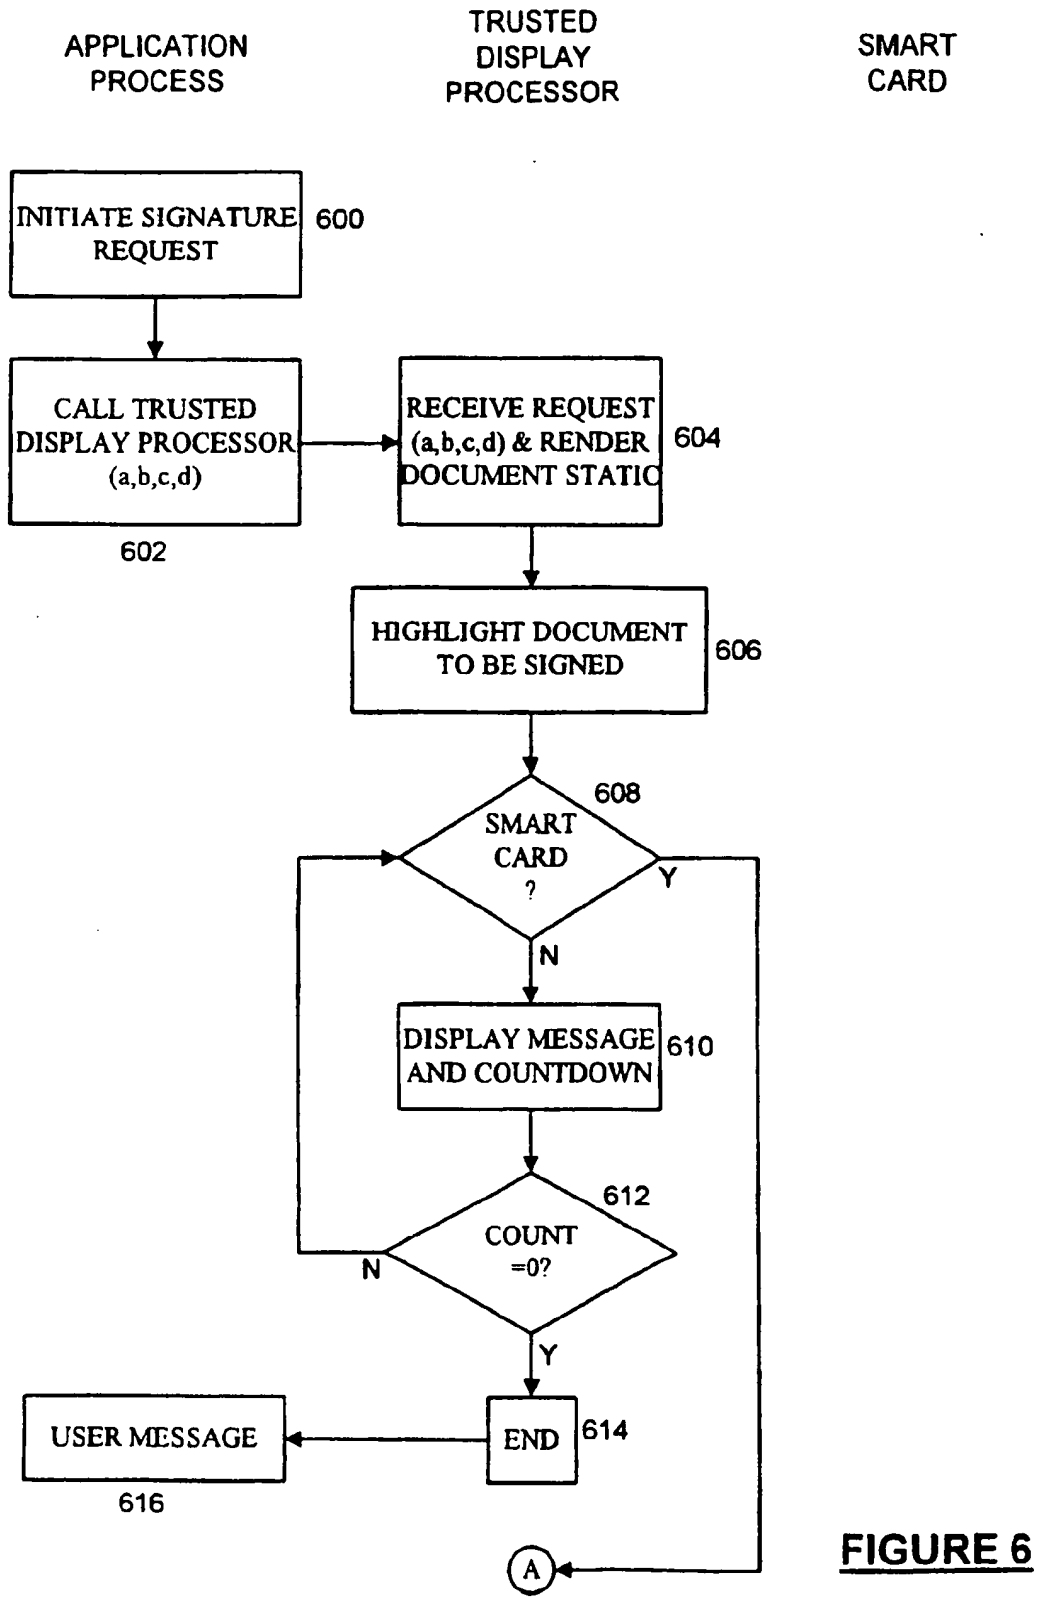 APPLICATION
PROCESS
TRUSTED
DISPLAY
PROCESSOR
SMART
CARD
INITIATE SIGNATURE
REQUEST
600
CALL TRUSTED
DISPLAY PROCESSOR
(a,b,c,d)
602
RECEIVE REQUEST
(a,b,c,d) & RENDER
DOCUMENT STATIC
604
HIGHLIGHT DOCUMENT
TO BE SIGNED
606
608
SMART
CARD
?
Y
N
DISPLAY MESSAGE
AND COUNTDOWN
610
612
COUNT
=0?
N
Y
END
614
USER MESSAGE
616
A
FIGURE 6